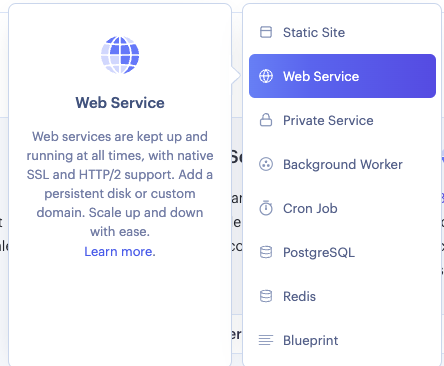 Web Service
Web services are kept up and
running at all times, with native
SSL and HTTP/2 support. Add a
persistent disk or custom
domain. Scale up and down
with ease.
Learn more.
Static Site
Web Service
Private Service
Background Worker
Cron Job
PostgreSQL
Redis
Blueprint